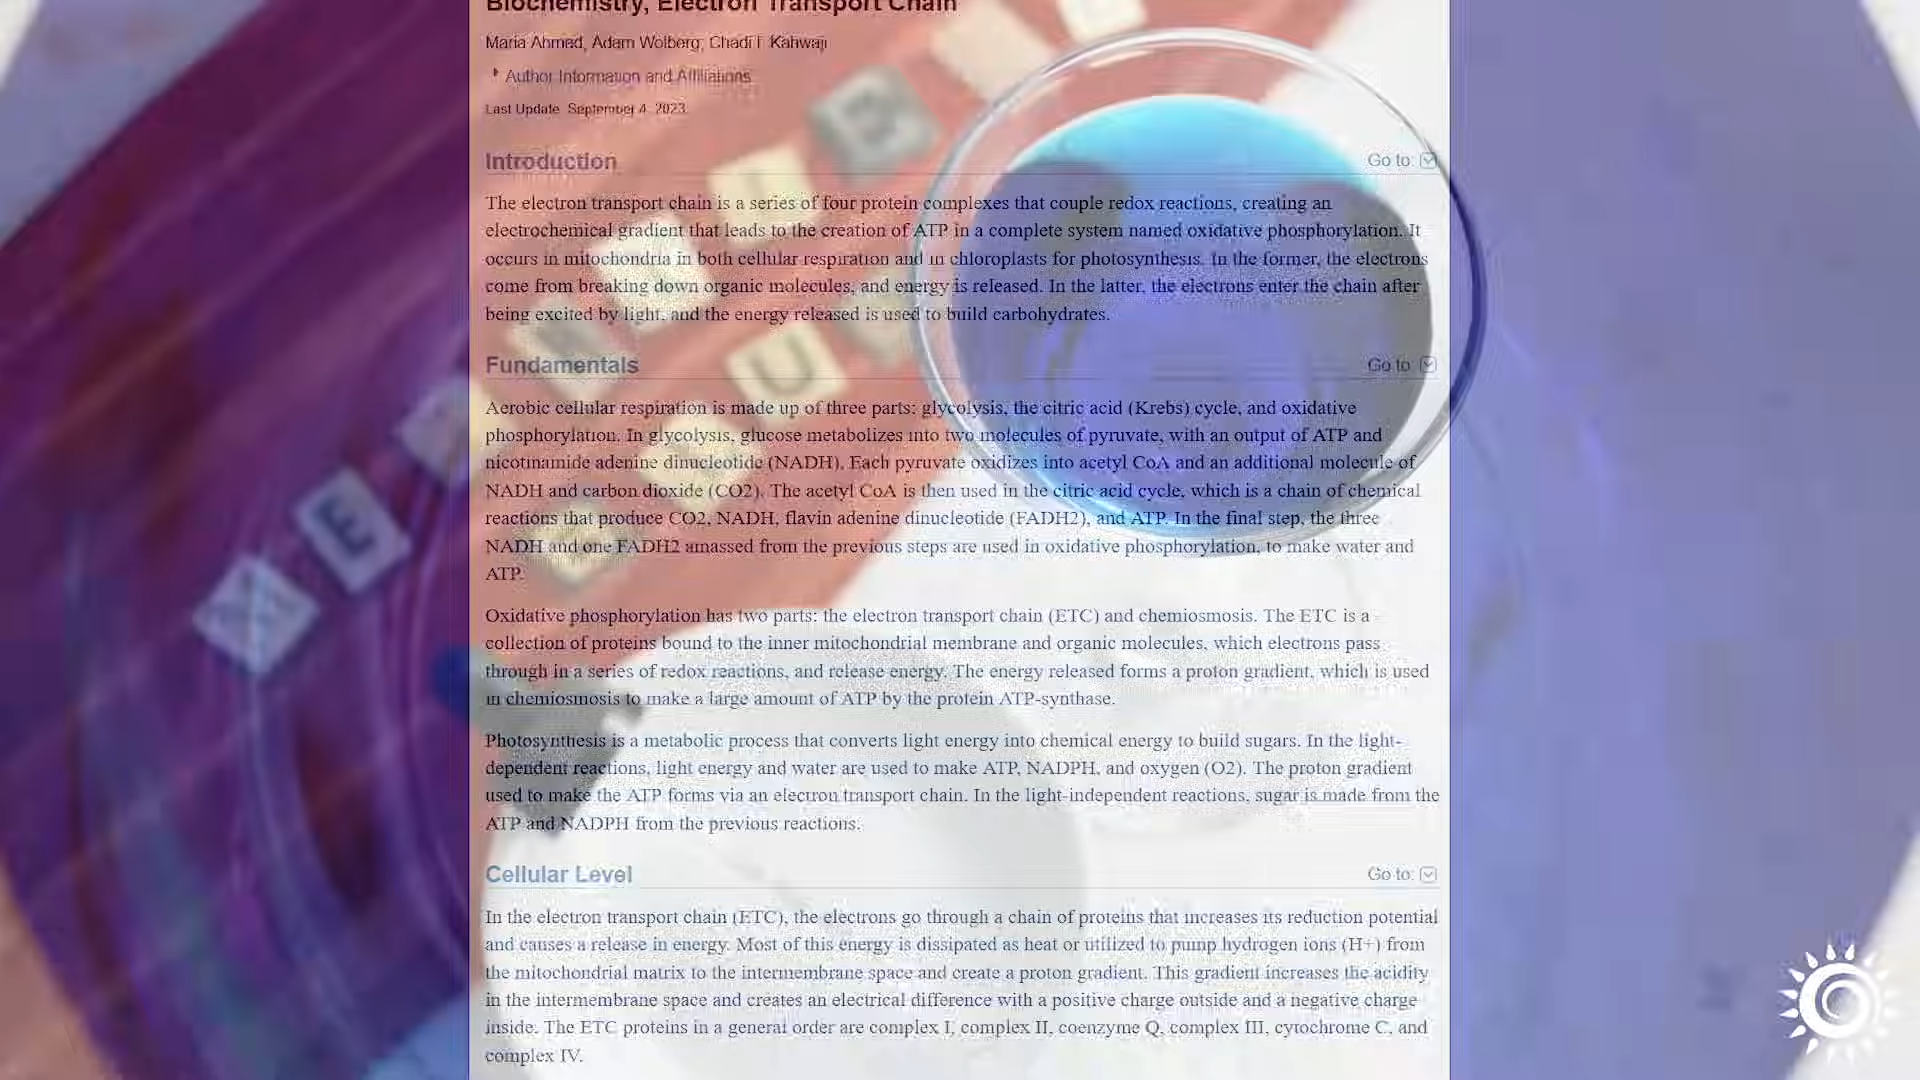 Biochemistry, Electron Transport Chain
Maria Ahmad; Adam Wolberg; Chadi I. Kahwaji
Author Information and Affiliations
Last Update: September 4, 2023.
Introduction
Go to:
The electron transport chain is a series of four protein complexes that couple redox reactions, creating an
electrochemical gradient that leads to the creation of ATP in a complete system named oxidative phosphorylation. It
occurs in mitochondria in both cellular respiration and in chloroplasts for photosynthesis. In the former, the electrons
come from breaking down organic molecules, and energy is released. In the latter, the electrons enter the chain after
being excited by light, and the energy released is used to build carbohydrates.
Fundamentals
Go to:
Aerobic cellular respiration is made up of three parts: glycolysis, the citric acid (Krebs) cycle, and oxidative
phosphorylation. In glycolysis, glucose metabolizes into two molecules of pyruvate, with an output of ATP and
nicotinamide adenine dinucleotide (NADH). Each pyruvate oxidizes into acetyl CoA and an additional molecule of
NADH and carbon dioxide (CO2). The acetyl CoA is then used in the citric acid cycle, which is a chain of chemical
reactions that produce CO2, NADH, flavin adenine dinucleotide (FADH2), and ATP. In the final step, the three
NADH and one FADH2 amassed from the previous steps are used in oxidative phosphorylation, to make water and
ATP.
Oxidative phosphorylation has two parts: the electron transport chain (ETC) and chemiosmosis. The ETC is a
collection of proteins bound to the inner mitochondrial membrane and organic molecules, which electrons pass
through in a series of redox reactions, and release energy. The energy released forms a proton gradient, which is used
in chemiosmosis to make a large amount of ATP by the protein ATP-synthase.
Photosynthesis is a metabolic process that converts light energy into chemical energy to build sugars. In the light-
dependent reactions, light energy and water are used to make ATP, NADPH, and oxygen (O2). The proton gradient
used to make the ATP forms via an electron transport chain. In the light-independent reactions, sugar is made from the
ATP and NADPH from the previous reactions.
Cellular Level
Go to:
In the electron transport chain (ETC), the electrons go through a chain of proteins that increases its reduction potential
and causes a release in energy. Most of this energy is dissipated as heat or utilized to pump hydrogen ions (H+) from
the mitochondrial matrix to the intermembrane space and create a proton gradient. This gradient increases the acidity
in the intermembrane space and creates an electrical difference with a positive charge outside and a negative charge
inside. The ETC proteins in a general order are complex I, complex II, coenzyme Q, complex III, cytochrome C, and
complex IV.